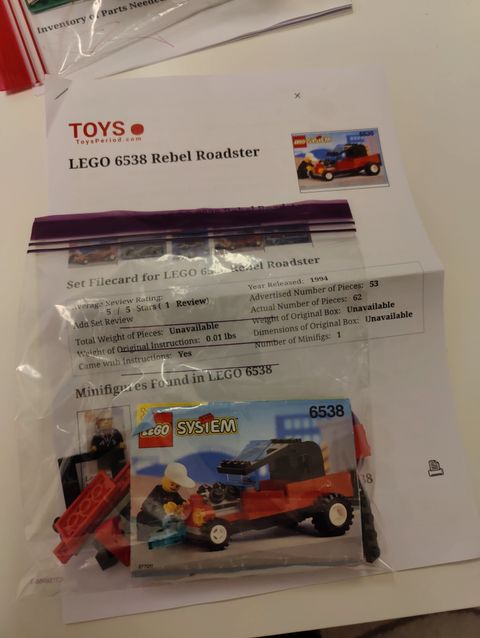 Inventory of Parts Neede
×
TOYS
ToysPeriod.com
LEGO 6538 Rebel Roadster
6538
LEGO SYSTEM
Set Filecard for LEGO 65 Rebel Roadster
Average Review Rating:
5 / 5 Stars ( 1 Review)
Add Set Review
Total Weight of Pieces: Unavailable
Weight of Original Instructions: 0.01 lbs
Came with Instructions: Yes
Year Released: 1994
Advertised Number of Pieces: 53
Actual Number of Pieces: 62
Weight of Original Box: Unavailable
Dimensions of Original Box: Unavailable
Number of Minifigs: 1
Minifigures Found in LEGO 6538
LEGO SYSTEM
6538
38